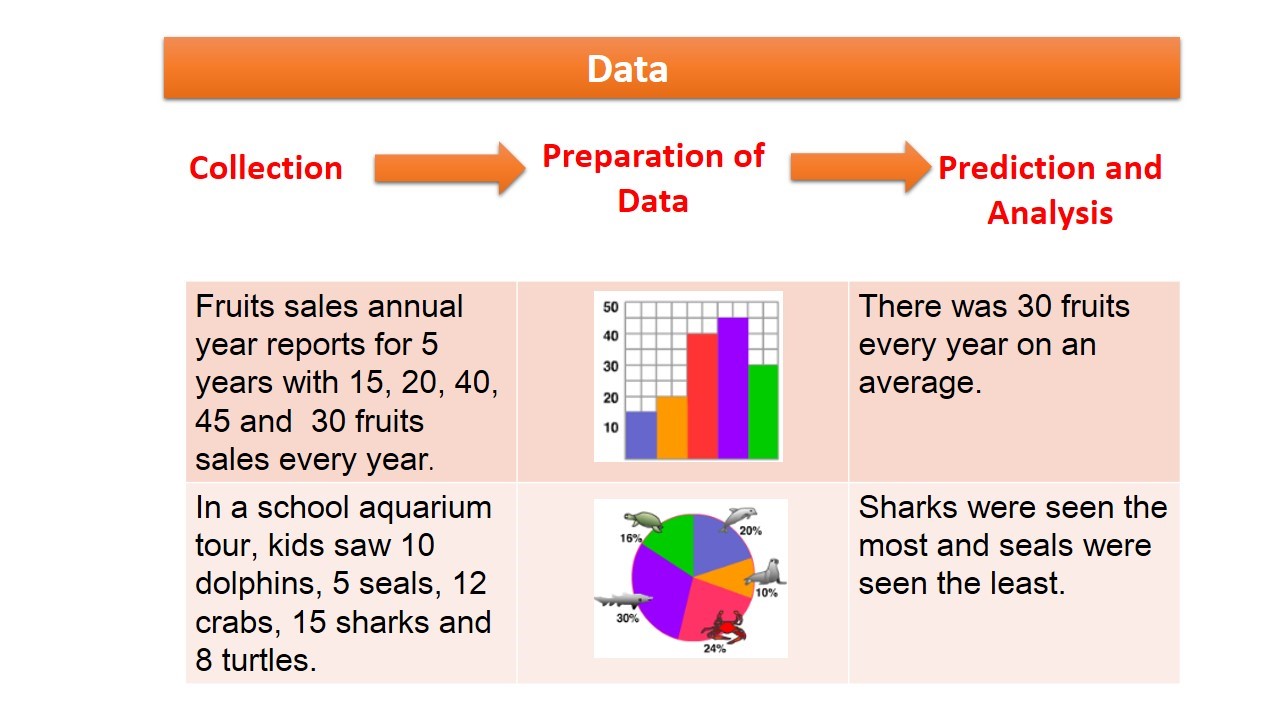 Data
Collection
Preparation of
Data
Prediction and
Analysis
Fruits sales annual
year reports for 5
years with 15, 20, 40,
45 and  30 fruits
sales every year.
50
40
30
20
10
There was 30 fruits
every year on an
average.
In a school aquarium
tour, kids saw 10
dolphins, 5 seals, 12
crabs, 15 sharks and
8 turtles.
16%
20%
10%
30%
24%
Sharks were seen the
most and seals were
seen the least.